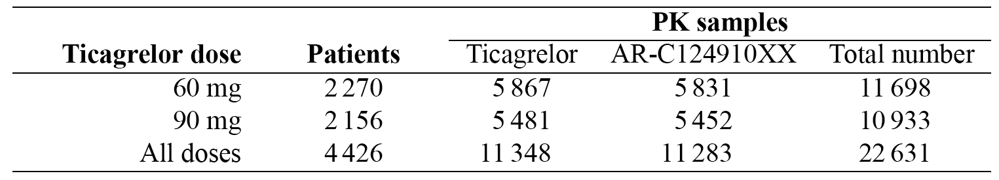 PK samples
Ticagrelor dose Patients Ticagrelor AR-C124910XX Total number
60 mg 2 270 5 867 5 831 11 698
90 mg 2 156 5 481 5 452 10 933
All doses 4 426 11 348 11 283 22 631